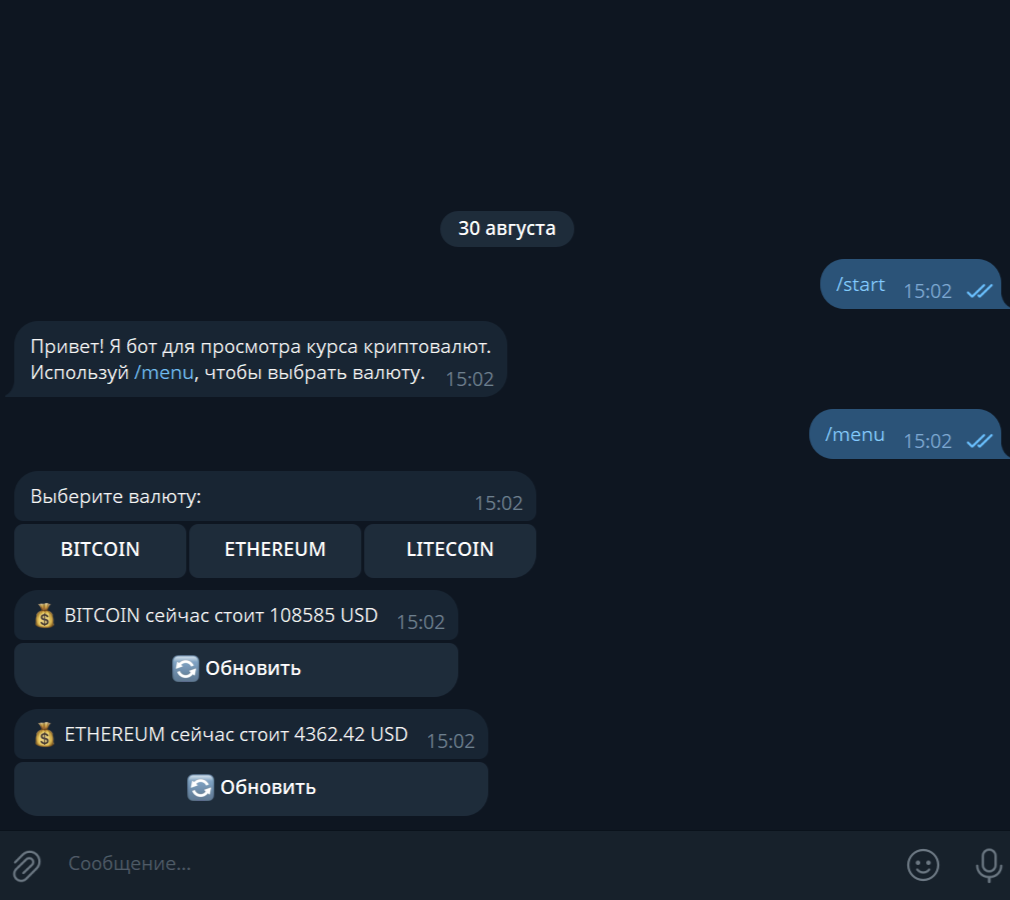 30 августа
/start 15:02
Привет! Я бот для просмотра курса криптовалют.
Используй /menu, чтобы выбрать валюту. 15:02
/menu 15:02
Выберите валюту: 15:02
BITCOIN ETHEREUM LITECOIN
BITCOIN сейчас стоит 108585 USD 15:02
Обновить
ETHEREUM сейчас стоит 4362.42 USD 15:02
Обновить
Сообщение...